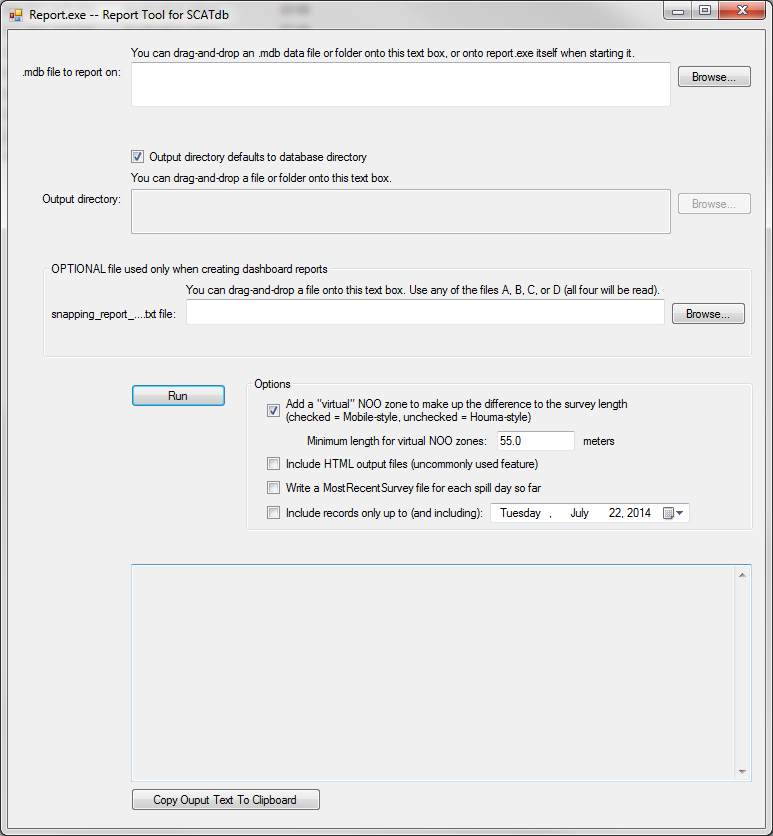 Report.exe -- Report Tool for SCATdb
You can drag-and-drop an .mdb data file or folder onto this text box, or onto report.exe itself when starting it.
.mdb file to report on:
Browse...
Output directory defaults to database directory
You can drag-and-drop a file or folder onto this text box.
Output directory:
Browse...
OPTIONAL file used only when creating dashboard reports
You can drag-and-drop a file onto this text box. Use any of the files A, B, C, or D (all four will be read).
snapping_report_....txt file:
Browse...
Run
Options
Add a "virtual" NOO zone to make up the difference to the survey length
(checked = Mobile-style, unchecked = Houma-style)
Minimum length for virtual NOO zones: 55.0 meters
Include HTML output files (uncommonly used feature)
Write a MostRecentSurvey file for each spill day so far
Include records only up to (and including): Tuesday , July 22, 2014
Copy Ouput Text To Clipboard